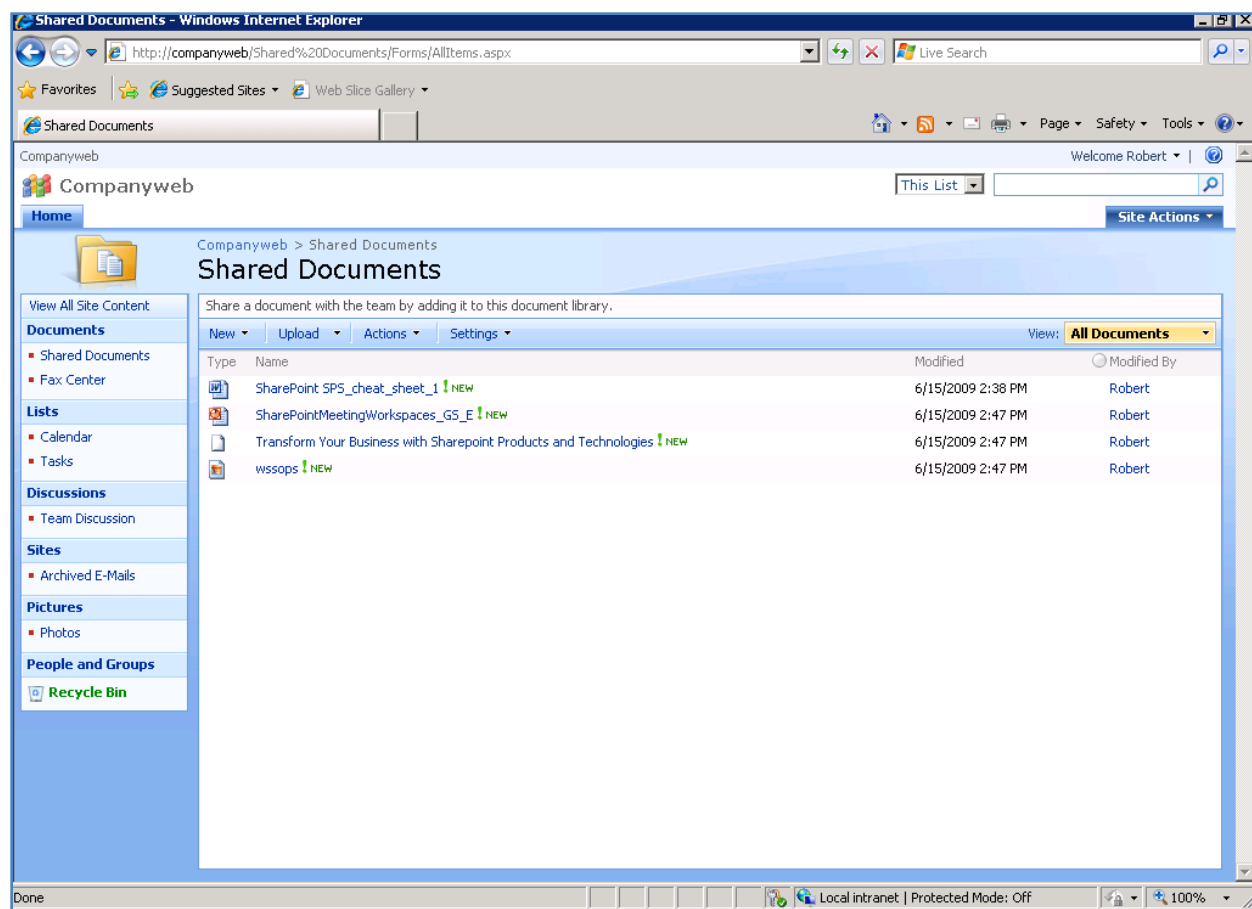 Shared Documents - Windows Internet Explorer
http://companyweb/Shared%20Documents/Forms/AllItems.aspx Live Search
Favorites Suggested Sites Web Slice Gallery
Shared Documents Page Safety Tools
Companyweb Welcome Robert |
Companyweb This List
Home Site Actions
Companyweb > Shared Documents
Shared Documents
View All Site Content Share a document with the team by adding it to this document library.
Documents New Upload Actions Settings View: All Documents
Shared Documents Type Name Modified Modified By
Fax Center SharePoint SPS_cheat_sheet_1 ! NEW 6/15/2009 2:38 PM Robert
Lists SharePointMeetingWorkspaces_GS_E ! NEW 6/15/2009 2:47 PM Robert
Calendar Transform Your Business with Sharepoint Products and Technologies ! NEW 6/15/2009 2:47 PM Robert
Tasks wssops ! NEW 6/15/2009 2:47 PM Robert
Discussions
Team Discussion
Sites
Archived E-Mails
Pictures
Photos
People and Groups
Recycle Bin
Done Local intranet | Protected Mode: Off 100%